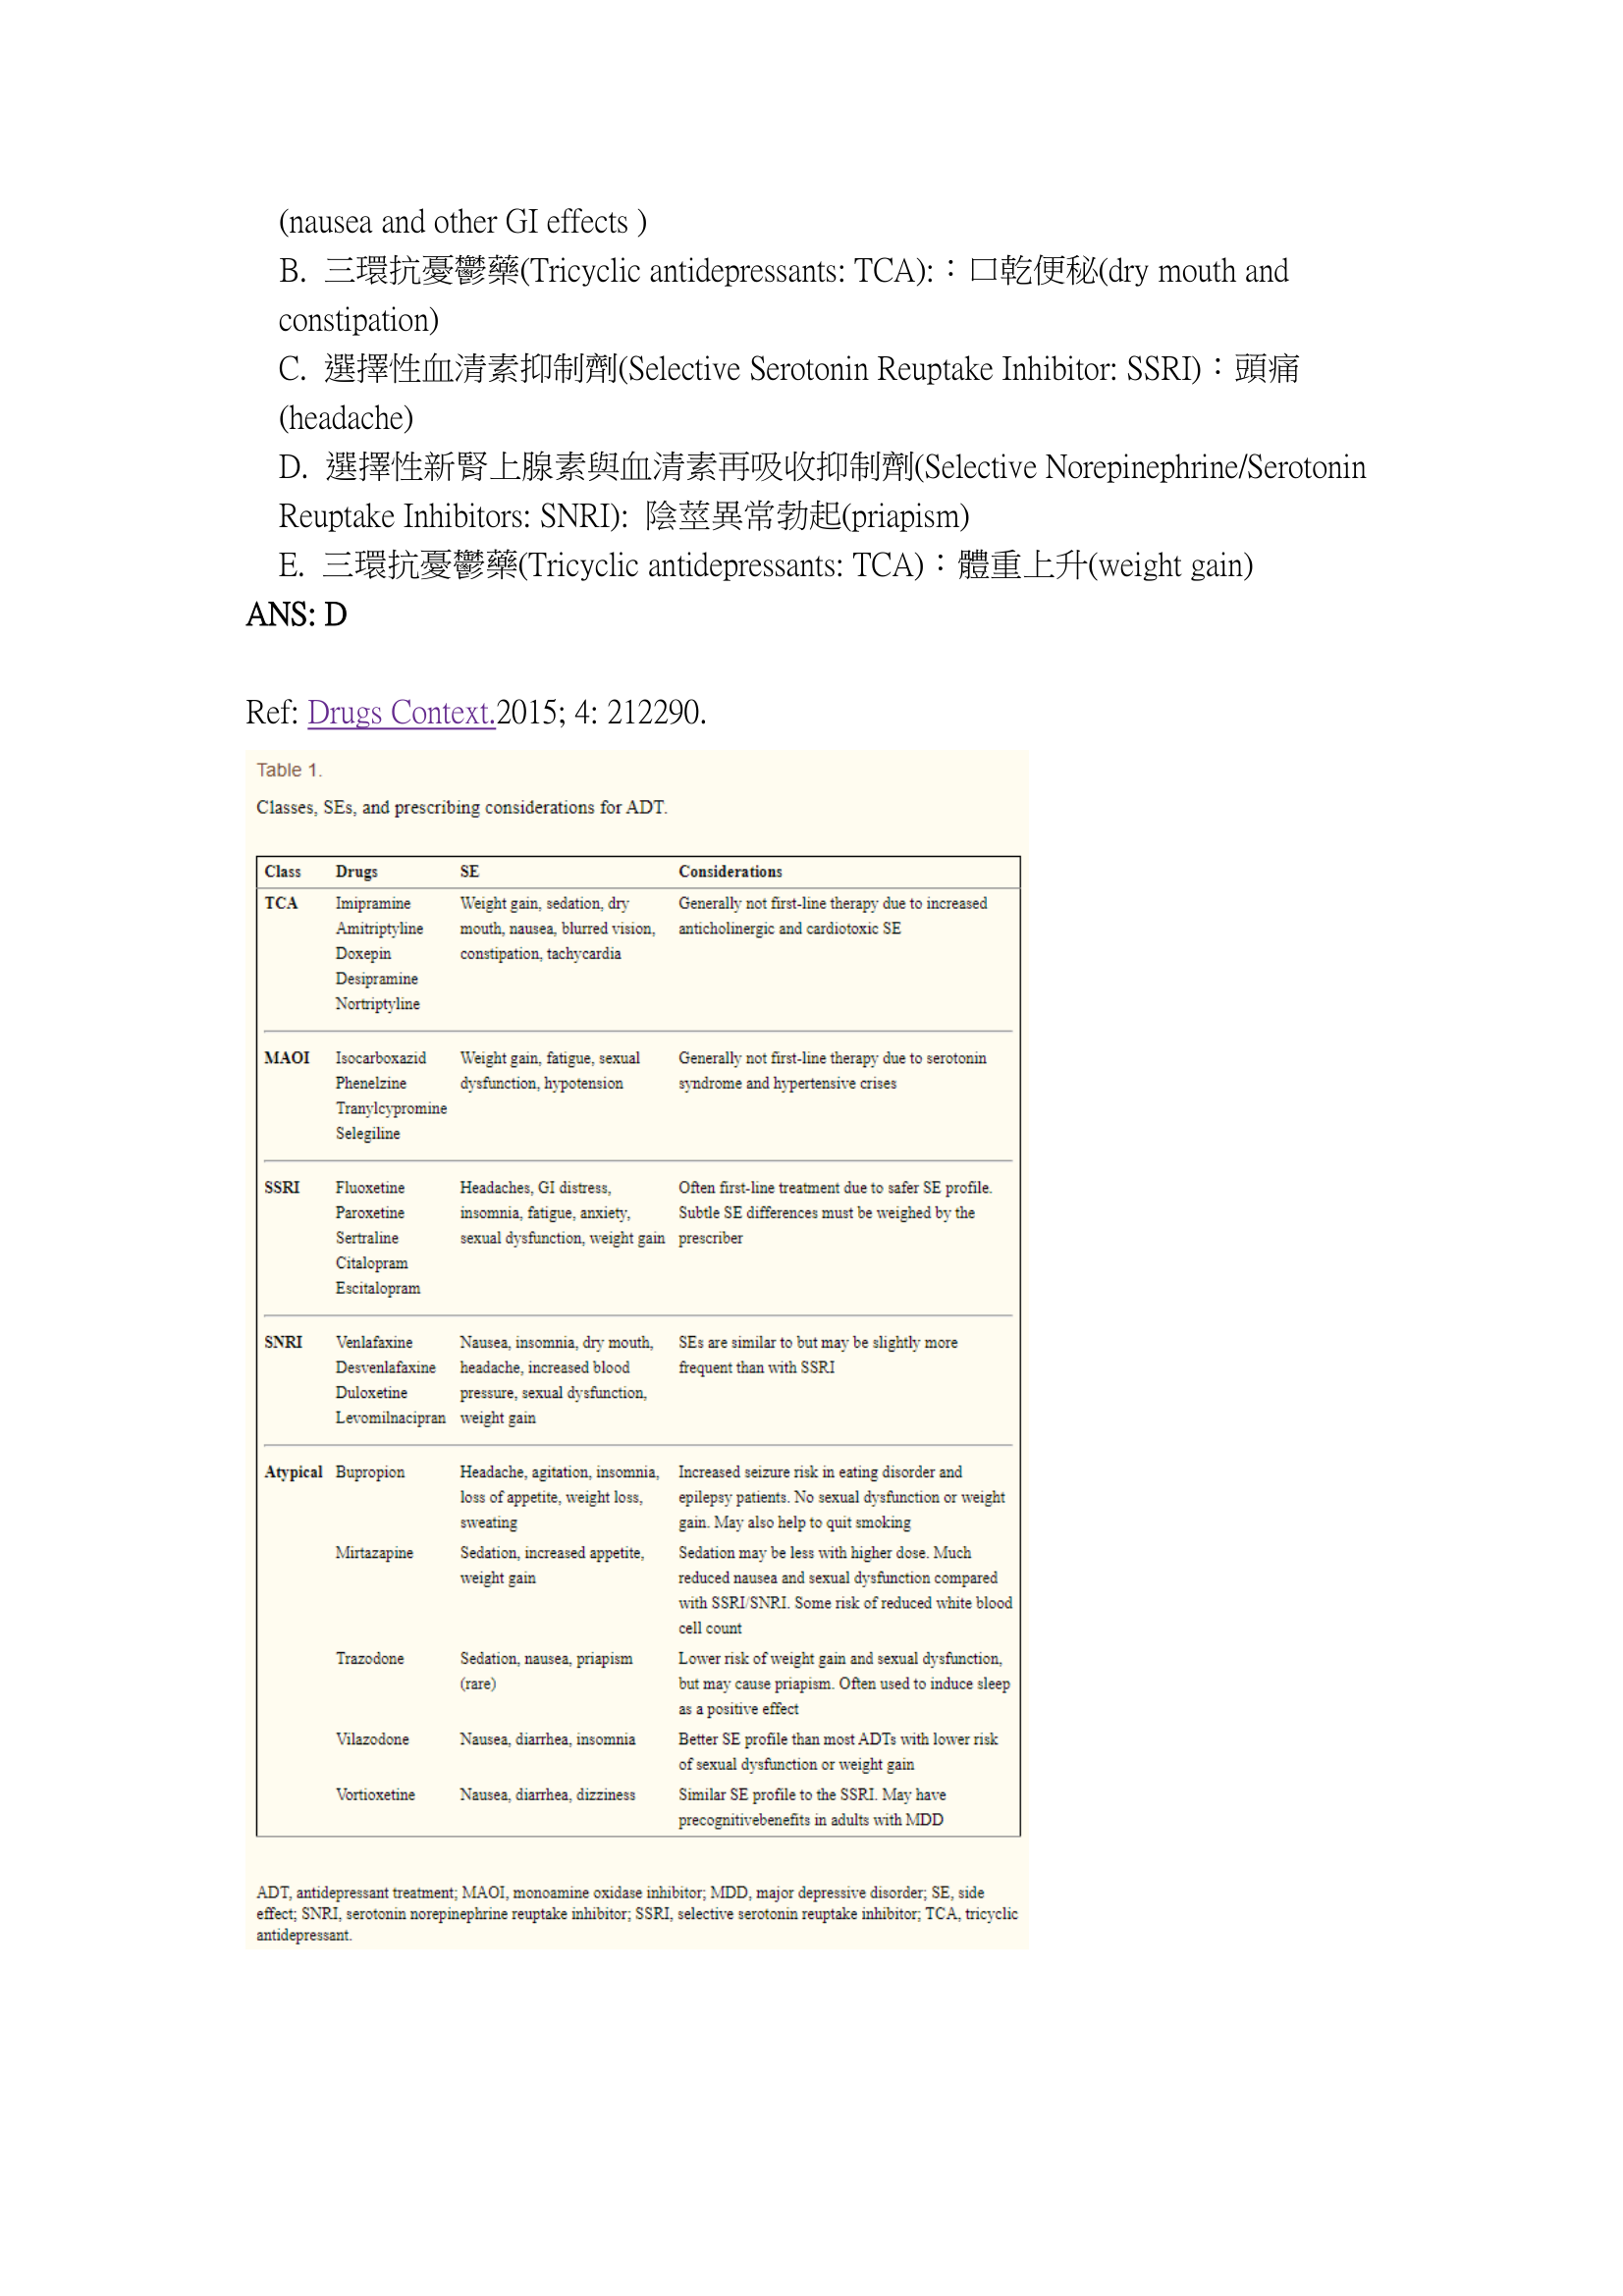 (nausea and other GI effects )
B. 三環抗憂鬱藥(Tricyclic antidepressants: TCA):：口乾便秘(dry mouth and
constipation)
C. 選擇性血清素抑制劑(Selective Serotonin Reuptake Inhibitor: SSRI)：頭痛
(headache)
D. 選擇性新腎上腺素與血清素再吸收抑制劑(Selective Norepinephrine/Serotonin
Reuptake Inhibitors: SNRI): 陰莖異常勃起(priapism)
E. 三環抗憂鬱藥(Tricyclic antidepressants: TCA)：體重上升(weight gain)
ANS: D
Ref: Drugs Context.2015; 4: 212290.
Table 1.
Classes, SEs, and prescribing considerations for ADT.
Class Drugs SE Considerations
TCA Imipramine Weight gain, sedation, dry Generally not first-line therapy due to increased
Amitriptyline mouth, nausea, blurred vision, anticholinergic and cardiotoxic SE
Doxepin constipation, tachycardia
Desipramine
Nortriptyline
MAOI Isocarboxazid Weight gain, fatigue, sexual Generally not first-line therapy due to serotonin
Phenelzine dysfunction, hypotension syndrome and hypertensive crises
Tranylcypromine
Selegiline
SSRI Fluoxetine Headaches, GI distress, Often first-line treatment due to safer SE profile.
Paroxetine insomnia, fatigue, anxiety, Subtle SE differences must be weighed by the
Sertraline sexual dysfunction, weight gain prescriber
Citalopram
Escitalopram
SNRI Venlafaxine Nausea, insomnia, dry mouth, SEs are similar to but may be slightly more
Desvenlafaxine headache, increased blood frequent than with SSRI
Duloxetine pressure, sexual dysfunction,
Levomilnacipran weight gain
Atypical Bupropion Headache, agitation, insomnia, Increased seizure risk in eating disorder and
loss of appetite, weight loss, epilepsy patients. No sexual dysfunction or weight
sweating gain. May also help to quit smoking
Mirtazapine Sedation, increased appetite, Sedation may be less with higher dose. Much
weight gain reduced nausea and sexual dysfunction compared
with SSRI/SNRI. Some risk of reduced white blood
cell count
Trazodone Sedation, nausea, priapism Lower risk of weight gain and sexual dysfunction,
(rare) but may cause priapism. Often used to induce sleep
as a positive effect
Vilazodone Nausea, diarrhea, insomnia Better SE profile than most ADTs with lower risk
of sexual dysfunction or weight gain
Vortioxetine Nausea, diarrhea, dizziness Similar SE profile to the SSRI. May have
precognitivebenefits in adults with MDD
ADT, antidepressant treatment; MAOI, monoamine oxidase inhibitor; MDD, major depressive disorder; SE, side
effect; SNRI, serotonin norepinephrine reuptake inhibitor; SSRI, selective serotonin reuptake inhibitor; TCA, tricyclic
antidepressant.